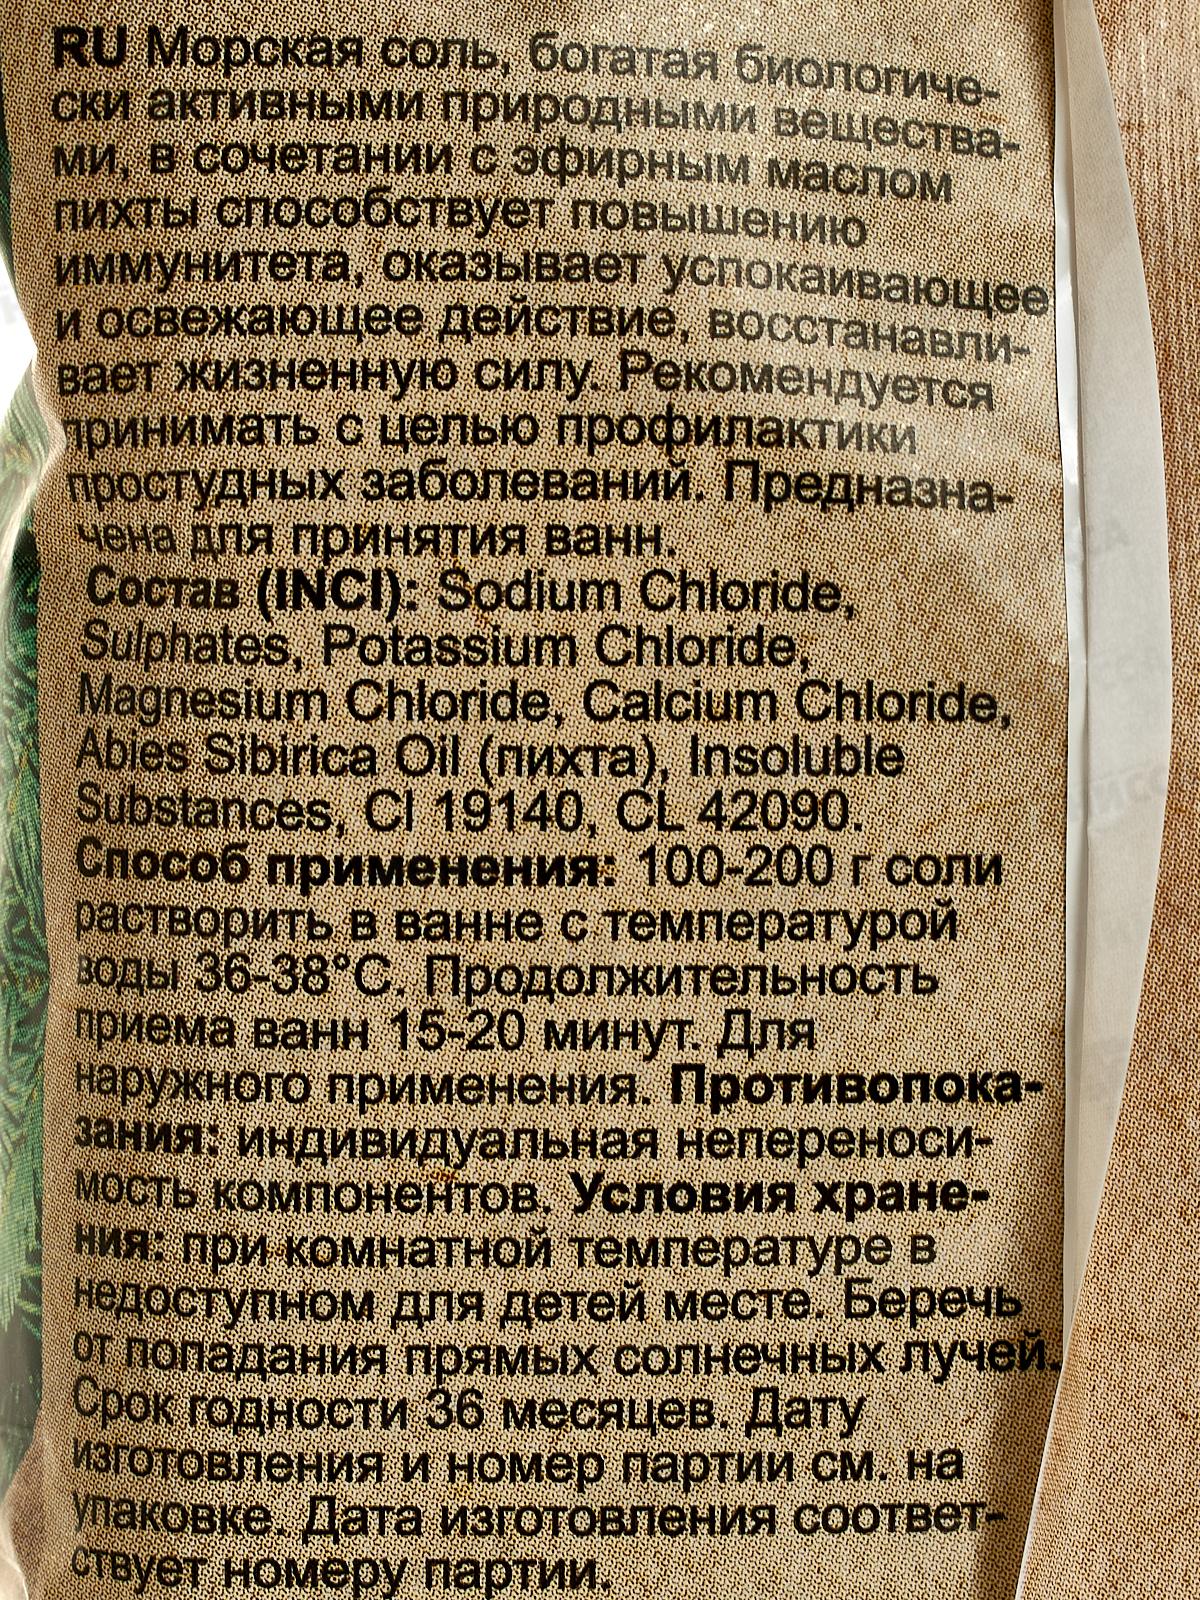 RU Морская соль, богатая биологиче-
ски активными природными вещества-
ми, в сочетании с эфирным маслом
пихты способствует повышению
иммунитета, оказывает успокаивающее
и освежающее действие, восстанавли-
вает жизненную силу. Рекомендуется
принимать с целью профилактики
простудных заболеваний. Предназна-
чена для принятия ванн.
Состав (INCI): Sodium Chloride,
Sulphates, Potassium Chloride,
Magnesium Chloride, Calcium Chloride,
Abies Sibirica Oil (пихта), Insoluble
Substances, CI 19140, CL 42090.
Способ применения: 100-200 г соли
растворить в ванне с температурой
воды 36-38°С. Продолжительность
приема ванн 15-20 минут. Для
наружного применения. Противопока-
зания: индивидуальная непереноси-
мость компонентов. Условия хране-
ния: при комнатной температуре в
недоступном для детей месте. Беречь
от попадания прямых солнечных лучей.
Срок годности 36 месяцев. Дату
изготовления и номер партии см. на
упаковке. Дата изготовления соответ-
ствует номеру партии.